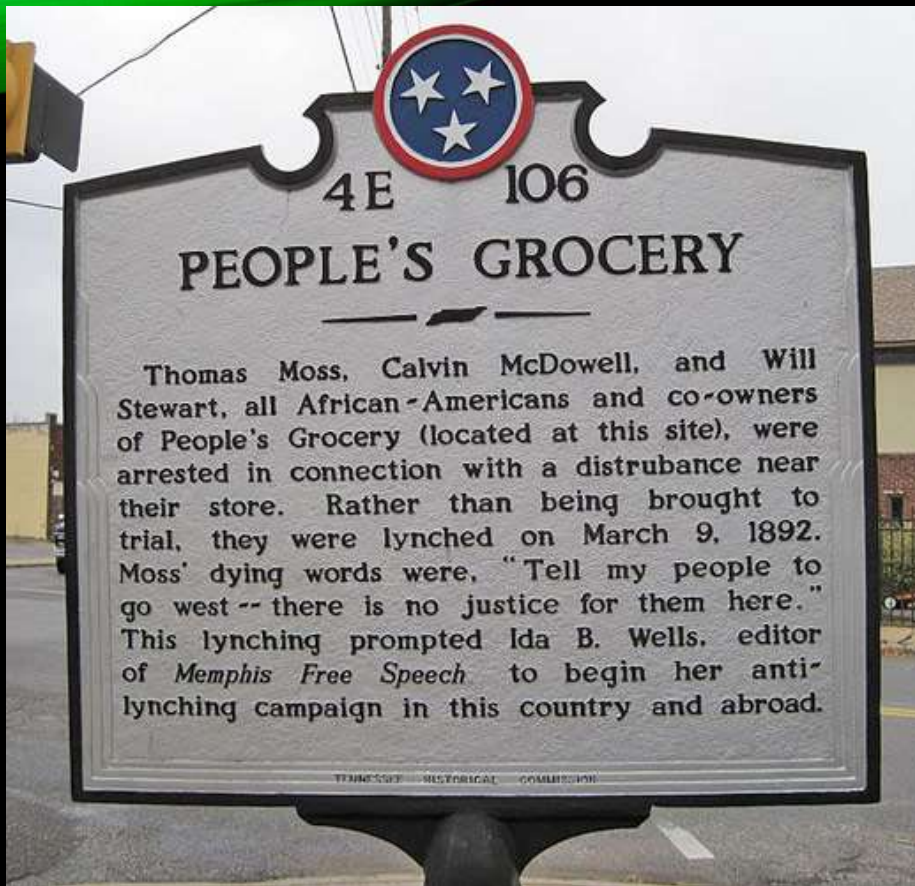 4E 106
PEOPLE'S GROCERY
Thomas Moss, Calvin McDowell, and Will
Stewart, all African-Americans and co-owners
of People's Grocery (located at this site), were
arrested in connection with a distrubance near
their store. Rather than being brought to
trial, they were lynched on March 9, 1892.
Moss' dying words were, "Tell my people to
go west -- there is no justice for them here."
This lynching prompted Ida B. Wells, editor
of Memphis Free Speech to begin her anti-
lynching campaign in this country and abroad.
TENNESSEE HISTORICAL COMMISSION